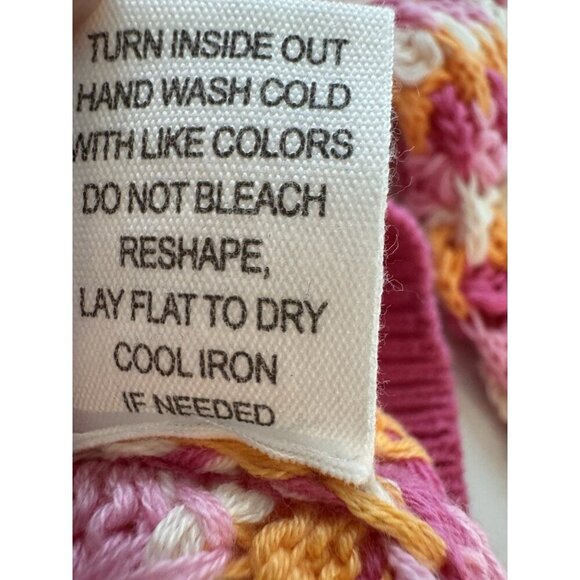 TURN INSIDE OUT
HAND WASH COLD
WITH LIKE COLORS
DO NOT BLEACH
RESHAPE,
LAY FLAT TO DRY
COOL IRON
IF NEEDED